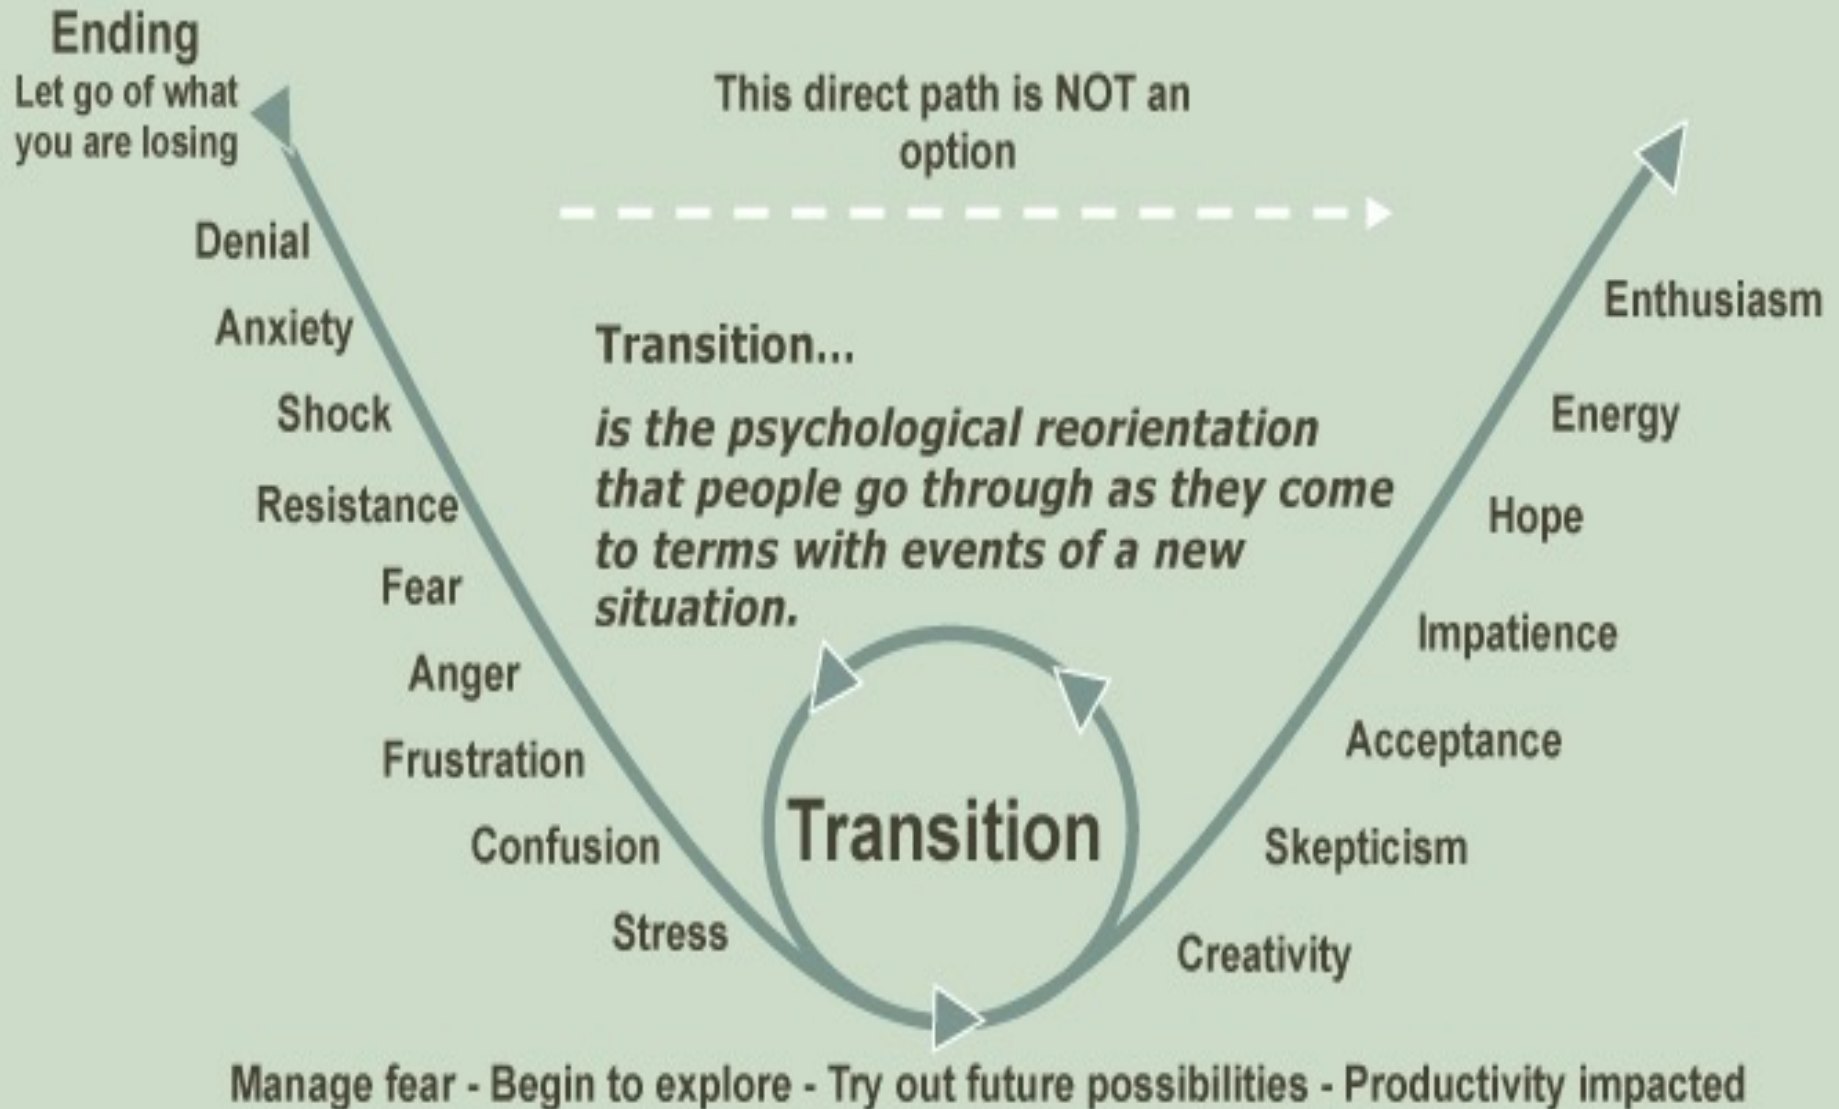 Ending
Let go of what
you are losing
This direct path is NOT an
option
Denial
Anxiety
Shock
Resistance
Fear
Anger
Frustration
Confusion
Stress
Transition...
is the psychological reorientation
that people go through as they come
to terms with events of a new
situation.
Transition
Enthusiasm
Energy
Hope
Impatience
Acceptance
Skepticism
Creativity
Manage fear - Begin to explore - Try out future possibilities - Productivity impacted